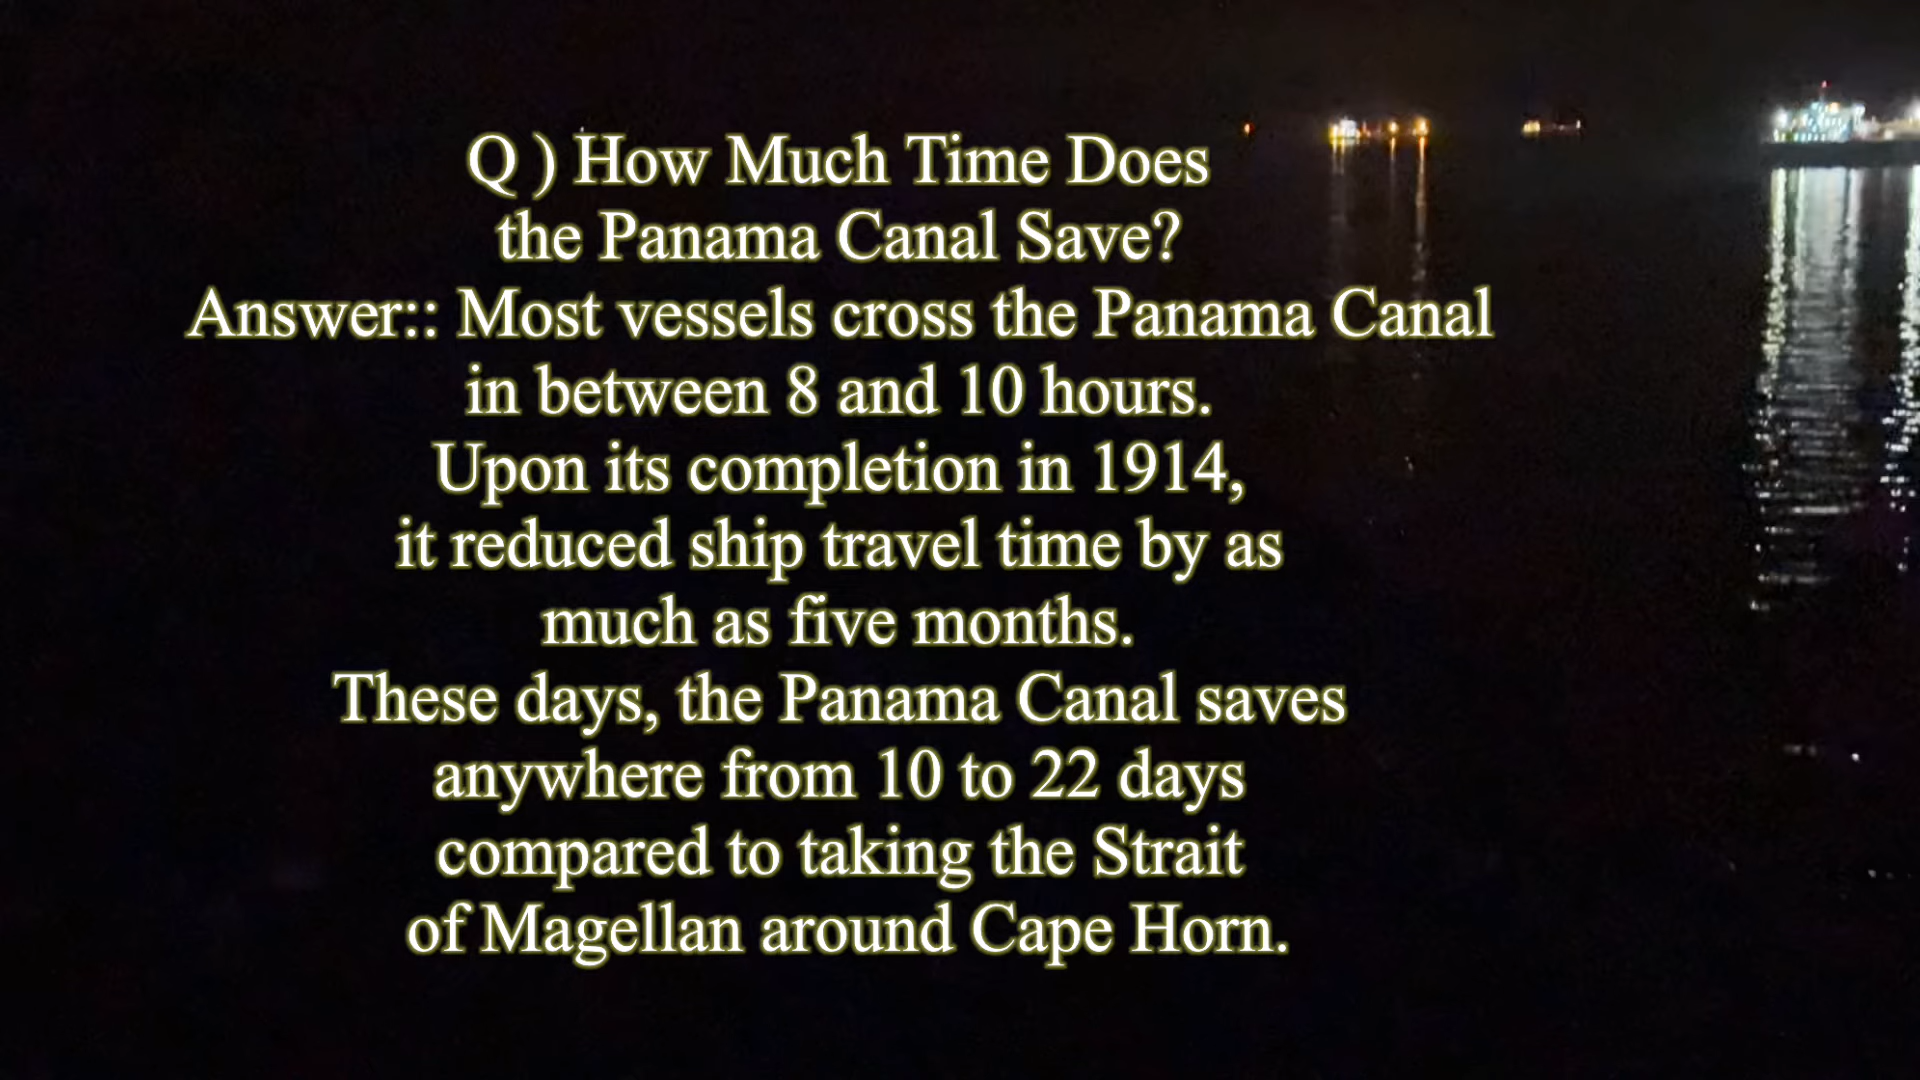 Q ) How Much Time Does
the Panama Canal Save?
Answer:: Most vessels cross the Panama Canal
in between 8 and 10 hours.
Upon its completion in 1914,
it reduced ship travel time by as
much as five months.
These days, the Panama Canal saves
anywhere from 10 to 22 days
compared to taking the Strait
of Magellan around Cape Horn.